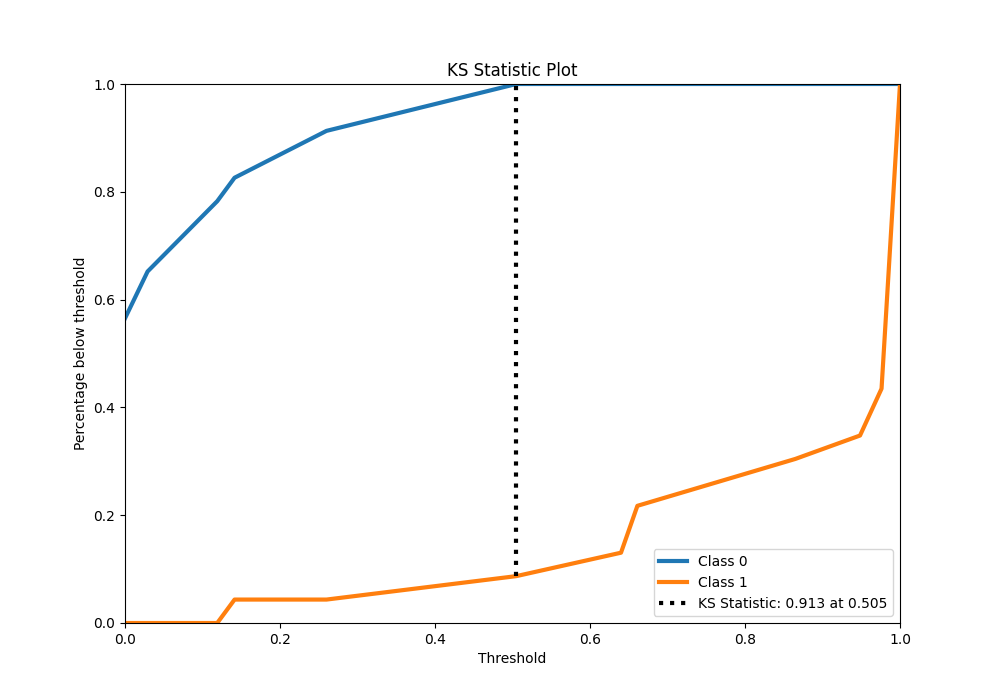 KS Statistic Plot
1.0
0.8
0.6
0.4
0.2
0.0
Percentage below threshold
0.0 0.2 0.4 0.6 0.8 1.0
Threshold
Class 0
Class 1
KS Statistic: 0.913 at 0.505